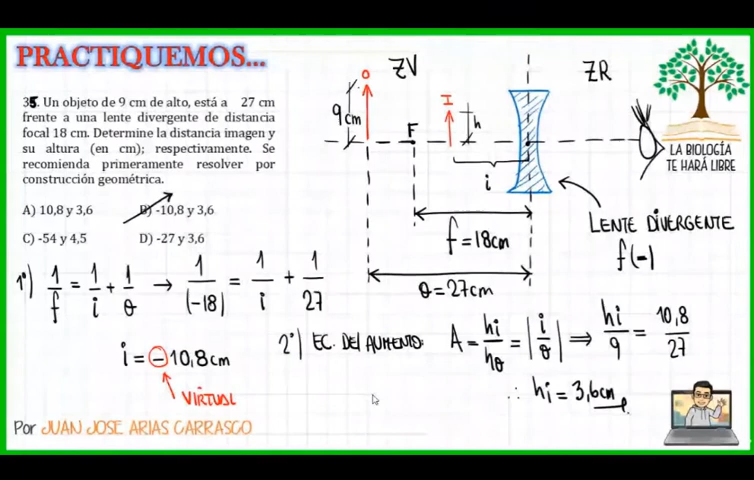 PRACTIQUEMOS...
35. Un objeto de 9 cm de alto, está a 27 cm
frente a una lente divergente de distancia
focal 18 cm. Determine la distancia imagen y
su altura (en cm); respectivamente. Se
recomienda primeramente resolver por
construcción geométrica.
A) 10,8 y 3,6
B) -10,8 y 3,6
C) -54 y 4,5
D) -27 y 3,6
O
ZV
ZR
9cm
I
h
F
i
f=18cm
θ=27cm
LENTE DIVERGENTE
f(-)
LA BIOLOGÍA
TE HARÁ LIBRE
1°) 1/f = 1/i + 1/θ → 1/(-18) = 1/i + 1/27
i = -10,8cm
VIRTUAL
2°) EC. DEL AUMENTO: A = hi/hθ = |i/θ| ⇒ hi/9 = 10,8/27
∴ hi = 3,6cm
Por JUAN JOSE ARIAS CARRASCO